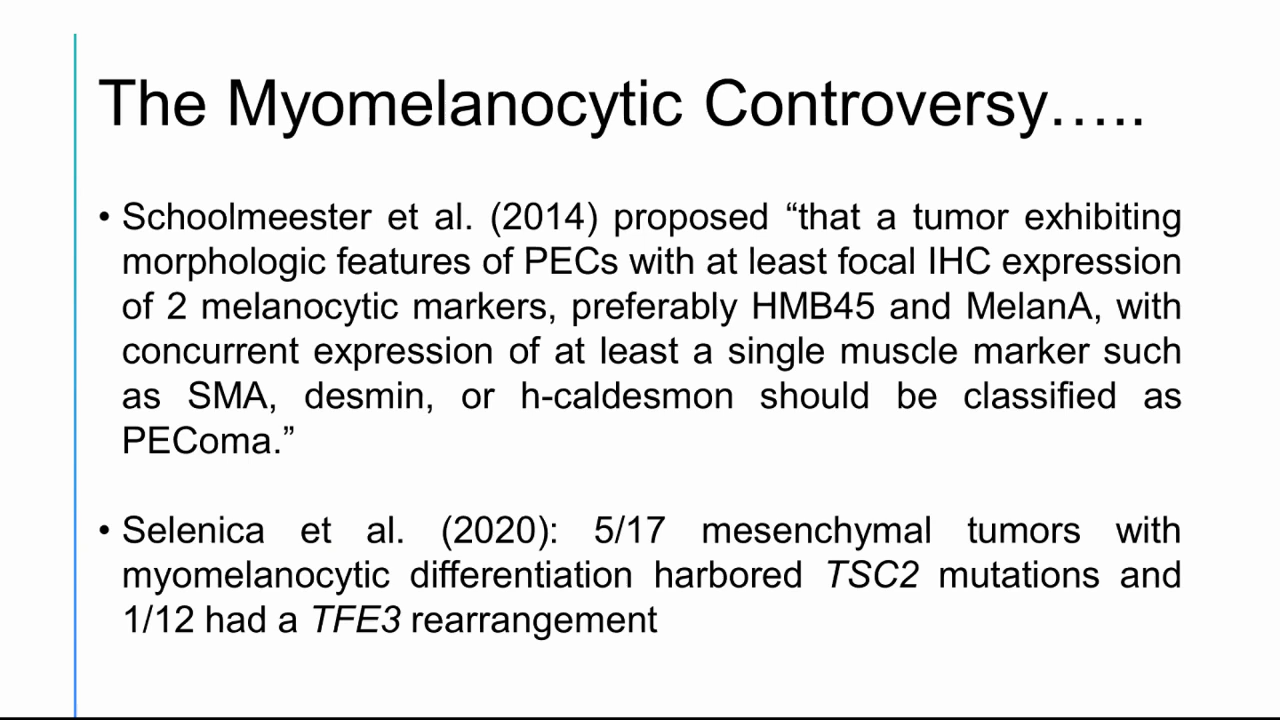 The Myomelanocytic Controversy…..
• Schoolmeester et al. (2014) proposed “that a tumor exhibiting
morphologic features of PECs with at least focal IHC expression
of 2 melanocytic markers, preferably HMB45 and MelanA, with
concurrent expression of at least a single muscle marker such
as SMA, desmin, or h-caldesmon should be classified as
PEComa.”
• Selenica et al. (2020): 5/17 mesenchymal tumors with
myomelanocytic differentiation harbored TSC2 mutations and
1/12 had a TFE3 rearrangement